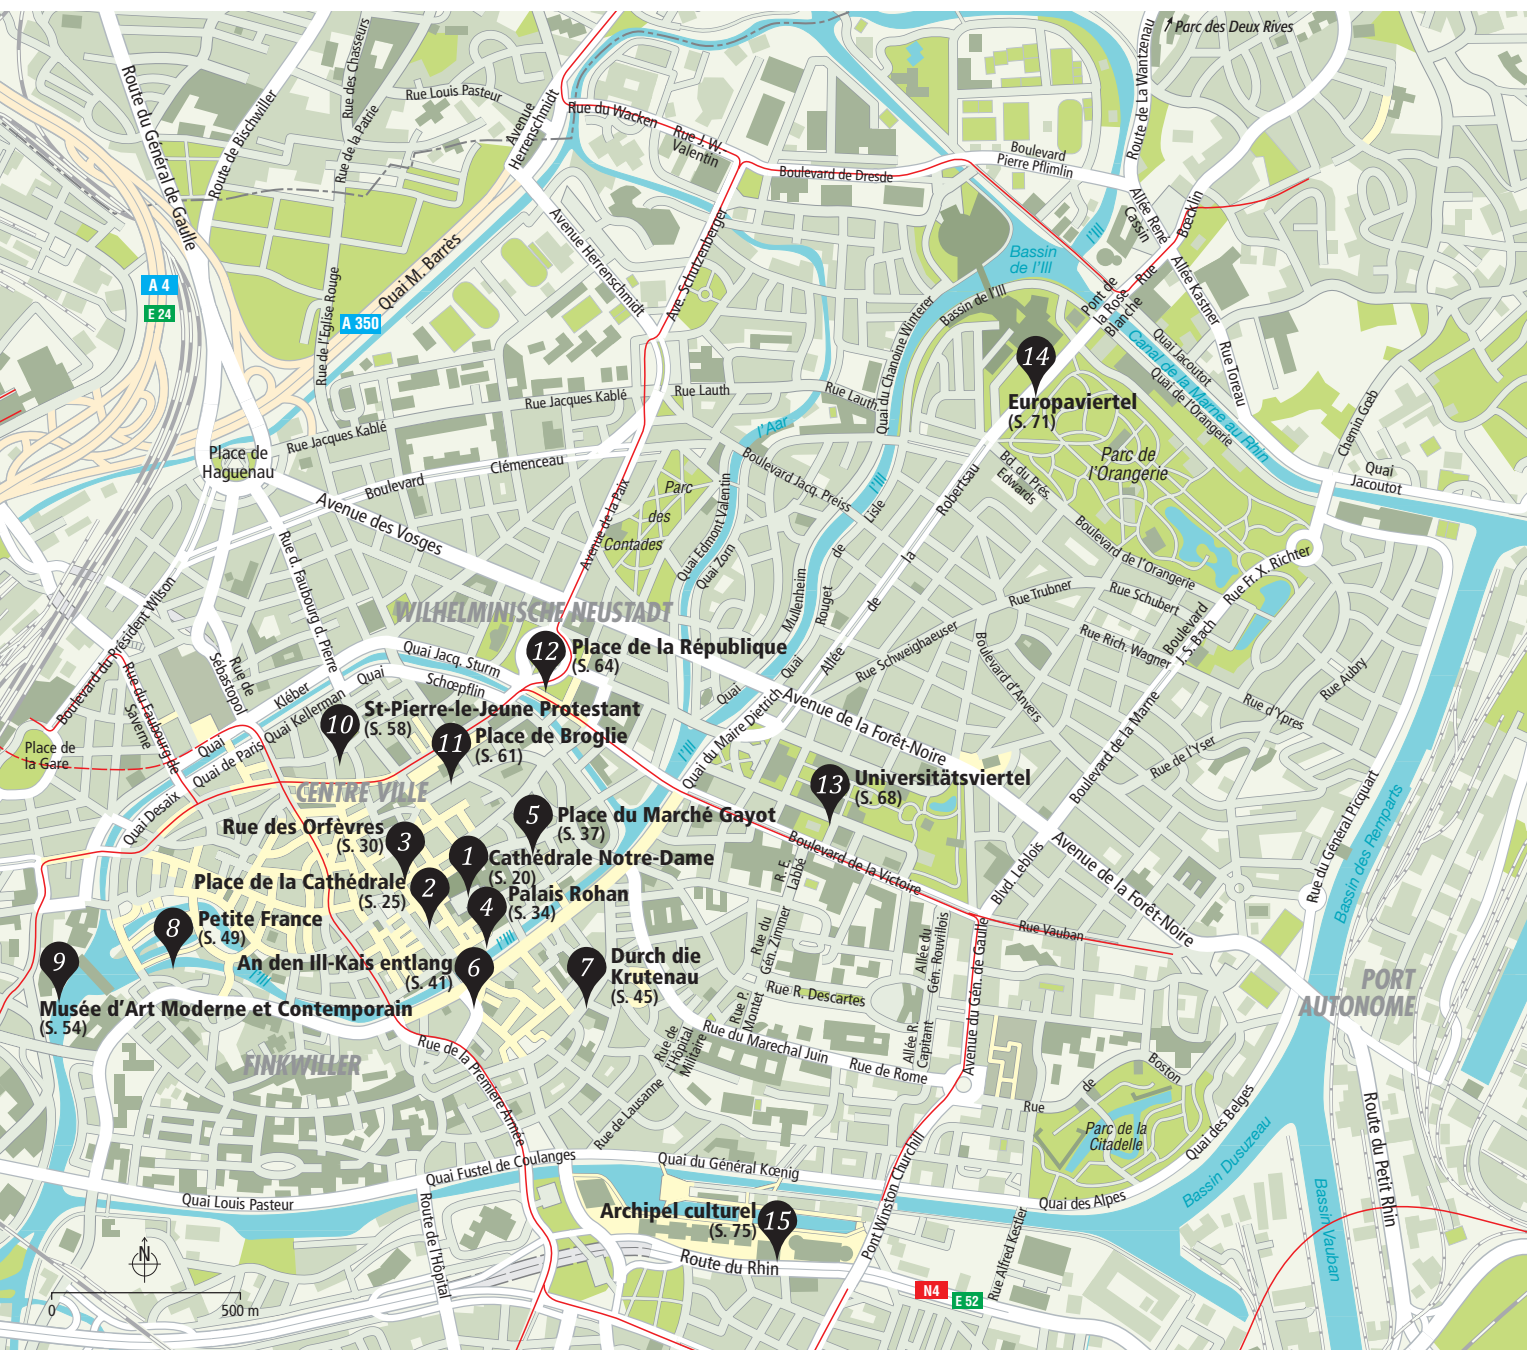 Parc des Deux Rives
Route du Général de Gaulle
Route de Bischwiller
Rue des Chasseurs
Rue de la Patrie
Rue Louis Pasteur
Avenue
Herrenschmidt
Rue du Wacken
Rue J. W.
Valentin
Boulevard de Dresde
Boulevard
Pierre Pflimlin
Route de La Wantzenau
Allée René
Cassin
Bœcklin
Rue
l'Ill
Bassin
de l'Ill
Allée Kastner
Rue Toreau
Pont de
la Rose
Blanche
Canal de la Marne au Rhin
Quai Jacoutot
Quai de l'Orangerie
Chemin Gœb
Quai
Jacoutot
A 4
E 24
A 350
Quai M. Barrès
Rue de l'Eglise Rouge
Avenue Herrenschmidt
Ave. Schutzenberger
Bassin de l'Ill
Quai du Chanoine Winterer
14
Europaviertel
(S. 71)
Parc de
l'Orangerie
Rue Jacques Kablé
Rue Jacques Kablé
Rue Lauth
Rue Lauth
l'Aar
Place de
Haguenau
Boulevard
Clémenceau
Avenue des Vosges
Avenue de la Paix
Parc
des
Contades
Boulevard Jacq. Preiss
Quai Edmont Valentin
Quai Zorn
l'Ill
Rouget
de
Lisle
Quai
Mullenheim
Allée
de
la
Robertsau
Bd. du Prés.
Edwards
Boulevard de l'Orangerie
Rue Fr. X. Richter
Rue Trubner
Rue Schubert
Rue Rich. Wagner
Boulevard
J. S. Bach
Rue Schweighaeuser
Boulevard d'Anvers
Rue Aubry
Rue d'Ypres
Rue de l'Yser
Boulevard de la Marne
Rue d. Faubourg d. Pierre
WILHELMINISCHE NEUSTADT
Boulevard du Président Wilson
Rue du Faubourg de
Saverne
Rue de
Sébastopol
Place de
la Gare
Quai
Kléber
Quai de Paris
Quai Kellerman
Quai
Schœpflin
Quai Jacq. Sturm
Quai Desaix
12
Place de la République
(S. 64)
10
St-Pierre-le-Jeune Protestant
(S. 58)
11
Place de Broglie
(S. 61)
l'Ill
Quai du Maire Dietrich
Quai
Avenue de la Forêt-Noire
13
Universitätsviertel
(S. 68)
CENTRE VILLE
5
Place du Marché Gayot
(S. 37)
Rue des Orfèvres
(S. 30)
3
1
Cathédrale Notre-Dame
(S. 20)
Place de la Cathédrale
(S. 25)
2
4
Palais Rohan
(S. 34)
8
Petite France
(S. 49)
An den Ill-Kais entlang
(S. 41)
6
l'Ill
7
Durch die
Krutenau
(S. 45)
9
Musée d'Art Moderne et Contemporain
(S. 54)
l'Ill
FINKWILLER
Boulevard de la Victoire
R. E.
Labbé
Blvd. Leblois
Avenue de la Forêt-Noire
Rue Vauban
Rue du
Gén. Zimmer
Allée du
Gén. Rouvillois
Avenue du Gén. de Gaulle
Rue R. Descartes
Rue P.
Montet
Rue du Marechal Juin
Rue de Rome
Allée R.
Capitant
Rue de
l'Hôpital
Militaire
Rue de Lausanne
Rue de la Première Armée
Rue du Général Picquart
Bassin des Remparts
PORT
AUTONOME
Rue
de
Boston
Parc de la
Citadelle
Quai des Belges
Bassin Dusuzeau
Bassin Vauban
Route du Petit Rhin
Quai Louis Pasteur
Quai Fustel de Coulanges
Quai du Général Kœnig
Quai des Alpes
Route de l'Hôpital
Archipel culturel
(S. 75)
15
Route du Rhin
Pont Winston Churchill
Rue Alfred Kestler
N4
E 52
N
0
500 m